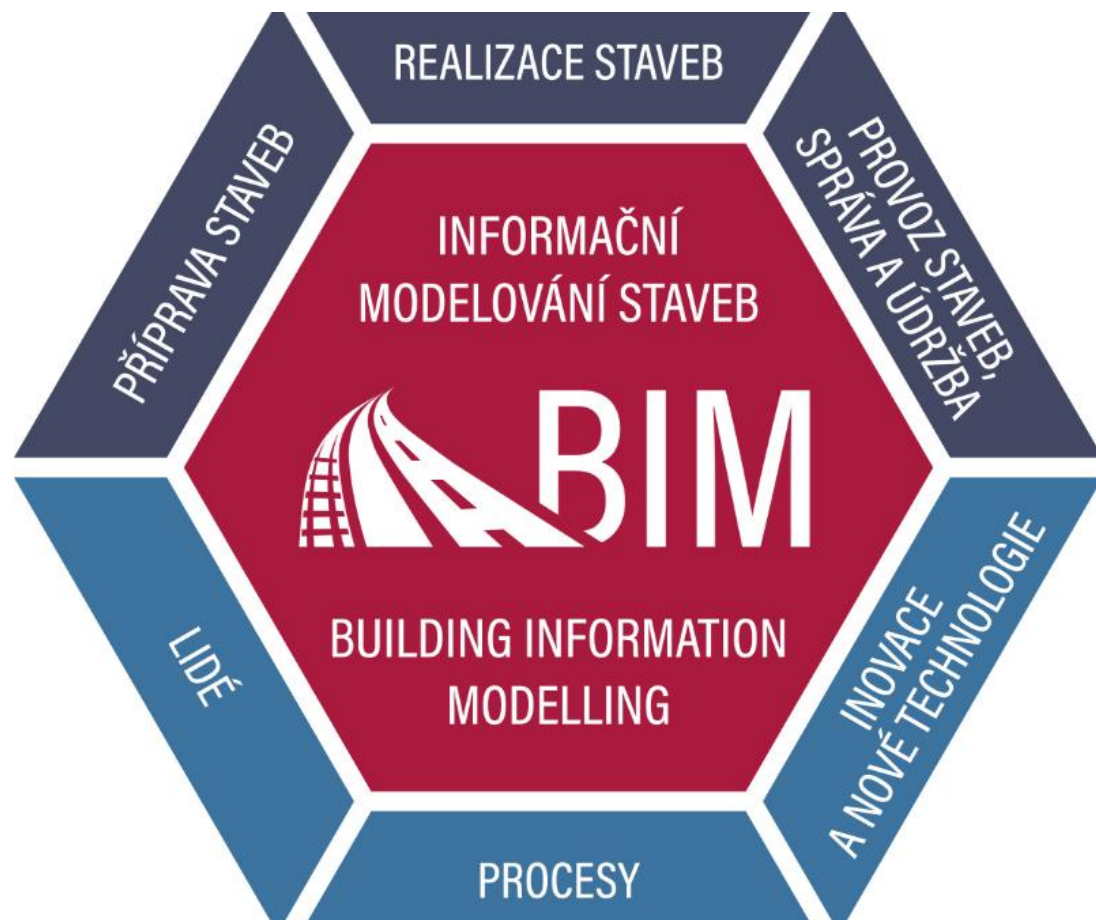 REALIZACE STAVEB
PŘÍPRAVA STAVEB
PROVOZ STAVEB,
SPRÁVA A ÚDRŽBA
INFORMAČNÍ
MODELOVÁNÍ STAVEB
BIM
BUILDING INFORMATION
MODELLING
LIDÉ
INOVACE
A NOVÉ TECHNOLOGIE
PROCESY